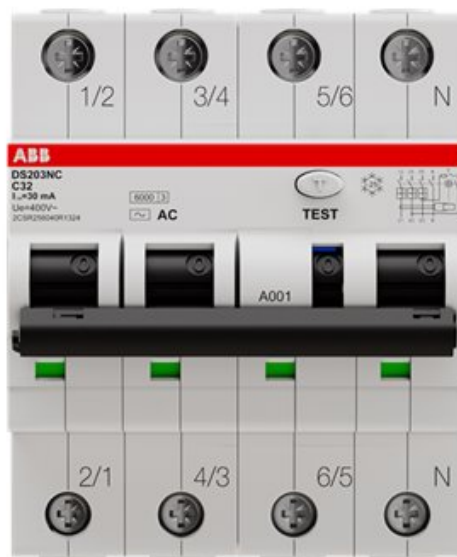 1/2 3/4 5/6 N
ABB
DS203NC
C32
I△n=30 mA
Ue=400V~
2CSR256040R1324
6000 3
AC
TEST
A001
2/1 4/3 6/5 N